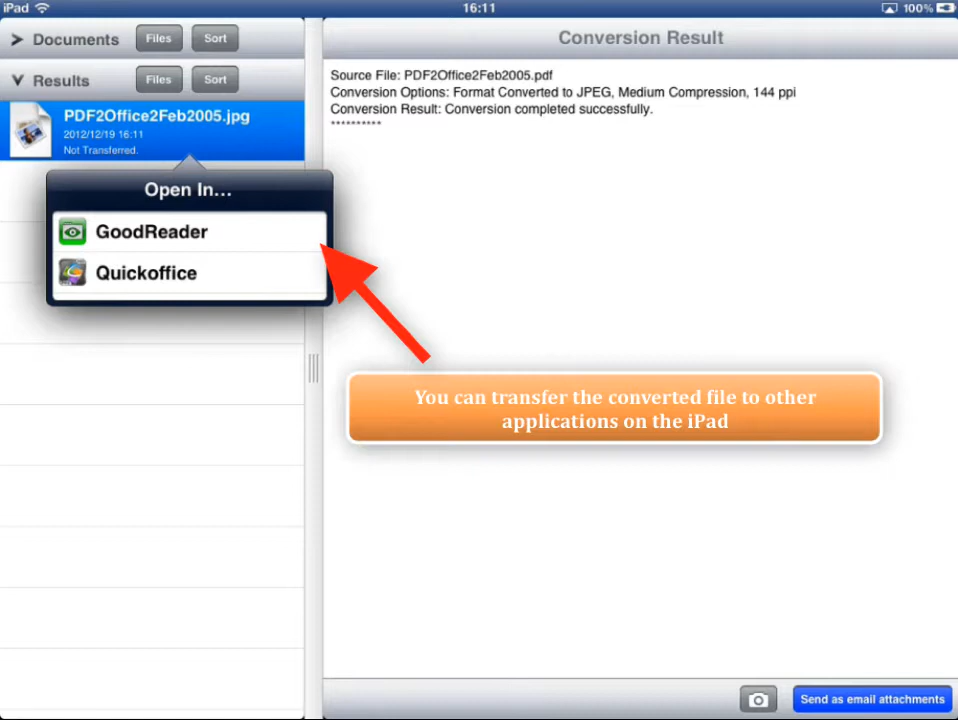 iPad 16:11 100%
Documents Files Sort
Results Files Sort
PDF2Office2Feb2005.jpg
2012/12/19 16:11
Not Transferred.
Open In...
GoodReader
Quickoffice
Conversion Result
Source File: PDF2Office2Feb2005.pdf
Conversion Options: Format Converted to JPEG, Medium Compression, 144 ppi
Conversion Result: Conversion completed successfully.
**********
You can transfer the converted file to other
applications on the iPad
Send as email attachments